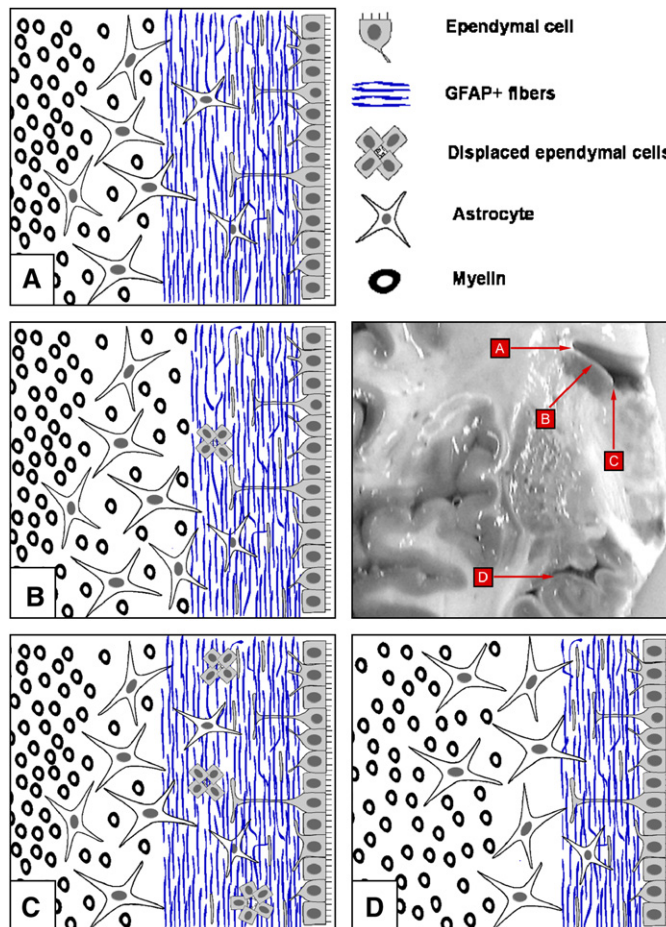 A
Ependymal cell
GFAP+ fibers
Displaced ependymal cells
Astrocyte
Myelin
B
A
B
C
D
C
D